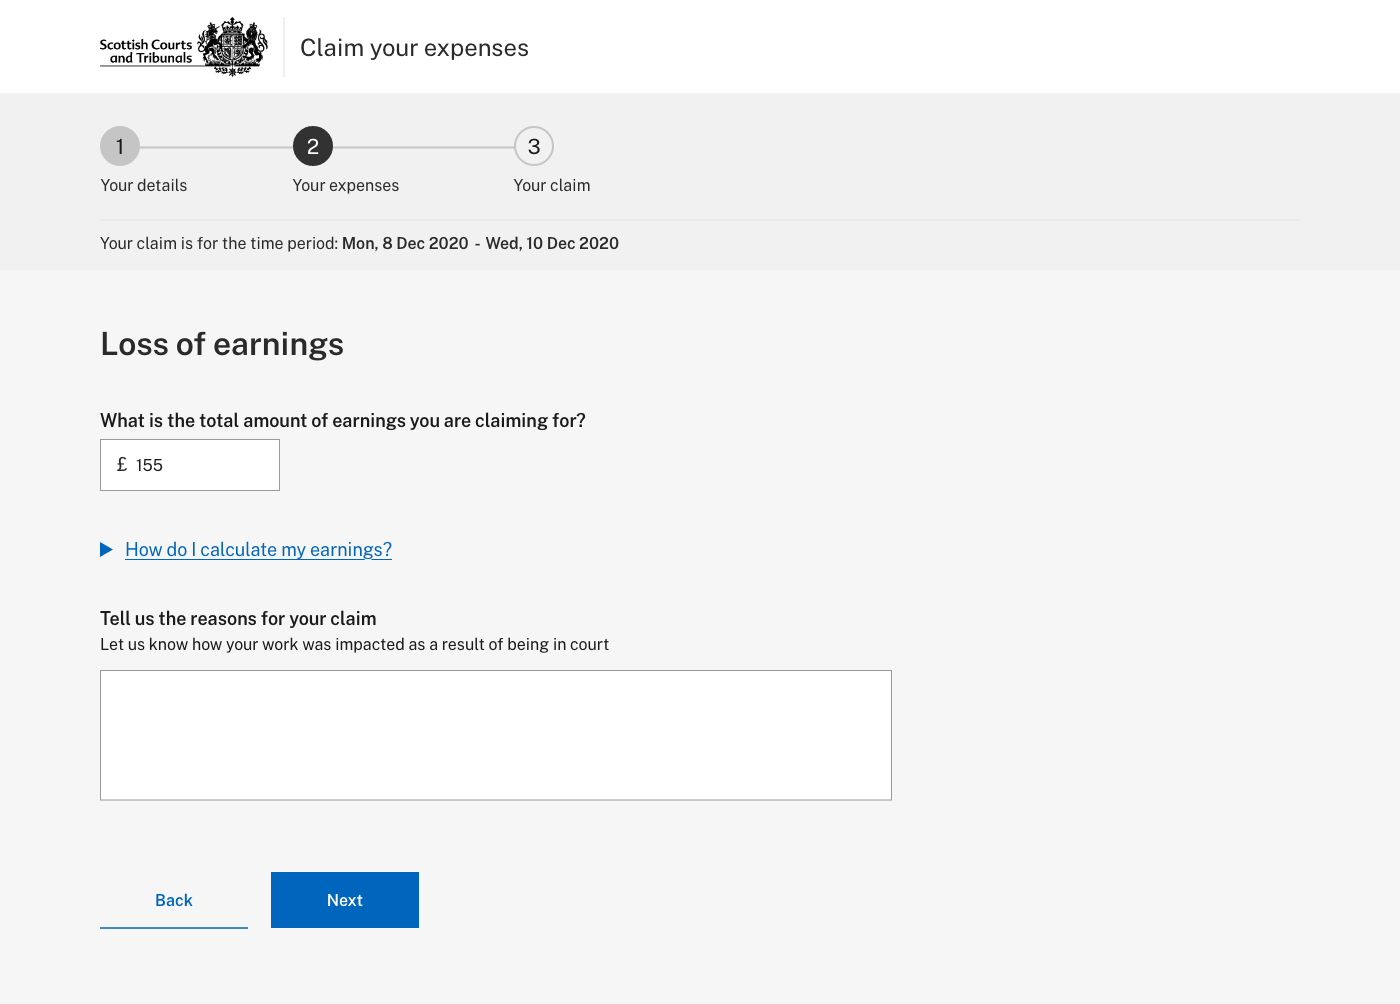 Scottish Courts
and Tribunals
Claim your expenses
1
2
3
Your details
Your expenses
Your claim
Your claim is for the time period: Mon, 8 Dec 2020 - Wed, 10 Dec 2020
Loss of earnings
What is the total amount of earnings you are claiming for?
£ 155
How do I calculate my earnings?
Tell us the reasons for your claim
Let us know how your work was impacted as a result of being in court
Back
Next